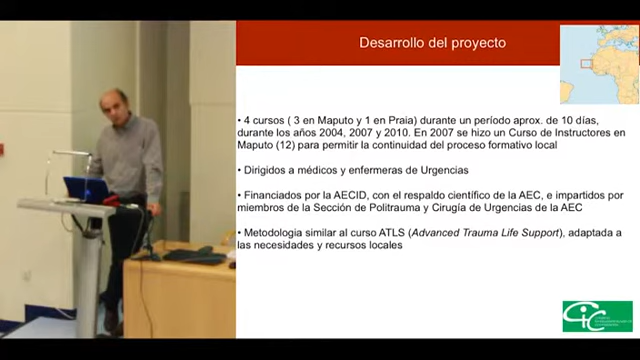 Desarrollo del proyecto
• 4 cursos ( 3 en Maputo y 1 en Praia) durante un período aprox. de 10 días,
durante los años 2004, 2007 y 2010. En 2007 se hizo un Curso de Instructores en
Maputo (12) para permitir la continuidad del proceso formativo local
• Dirigidos a médicos y enfermeras de Urgencias
• Financiados por la AECID, con el respaldo científico de la AEC, e impartidos por
miembros de la Sección de Politrauma y Cirugía de Urgencias de la AEC
• Metodologia similar al curso ATLS (Advanced Trauma Life Support), adaptada a
las necesidades y recursos locales